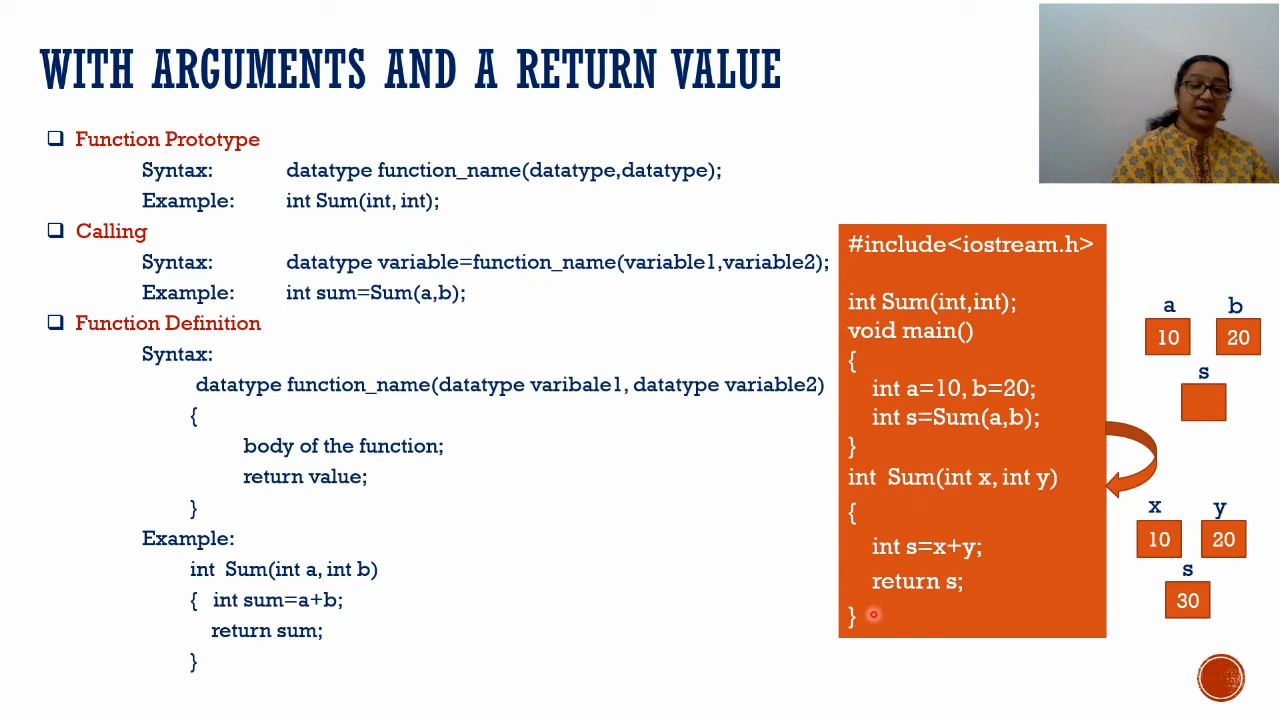 WITH ARGUMENTS AND A RETURN VALUE
Function Prototype
Syntax: datatype function_name(datatype,datatype);
Example: int Sum(int, int);
Calling
Syntax: datatype variable=function_name(variable1,variable2);
Example: int sum=Sum(a,b);
Function Definition
Syntax:
datatype function_name(datatype varibale1, datatype variable2)
{
body of the function;
return value;
}
Example:
int Sum(int a, int b)
{ int sum=a+b;
return sum;
}
#include<iostream.h>
int Sum(int,int);
void main()
{
int a=10, b=20;
int s=Sum(a,b);
}
int Sum(int x, int y)
{
int s=x+y;
return s;
}
a b
10 20
s
x y
10 20
s
30